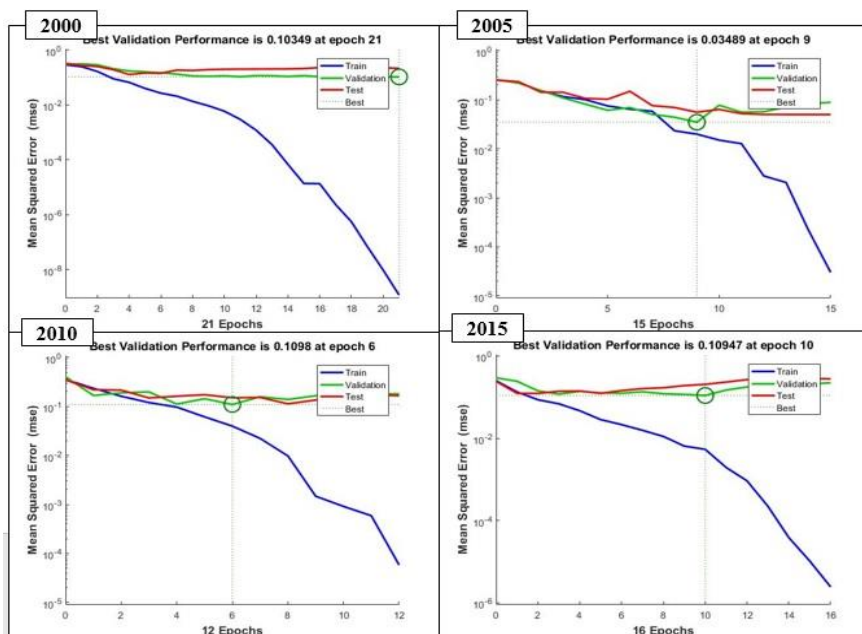 2000
Best Validation Performance is 0.10349 at epoch 21
Mean Squared Error (mse)
10^0
10^-2
10^-4
10^-6
10^-8
Train
Validation
Test
Best
0 2 4 6 8 10 12 14 16 18 20
21 Epochs
2005
Best Validation Performance is 0.03489 at epoch 9
Mean Squared Error (mse)
10^0
10^-1
10^-2
10^-3
10^-4
10^-5
Train
Validation
Test
Best
0 5 10 15
15 Epochs
2010
Best Validation Performance is 0.1098 at epoch 6
Mean Squared Error (mse)
10^0
10^-1
10^-2
10^-3
10^-4
10^-5
Train
Validation
Test
Best
0 2 4 6 8 10 12
12 Epochs
2015
Best Validation Performance is 0.10947 at epoch 10
Mean Squared Error (mse)
10^0
10^-2
10^-4
10^-6
Train
Validation
Test
Best
0 2 4 6 8 10 12 14 16
16 Epochs